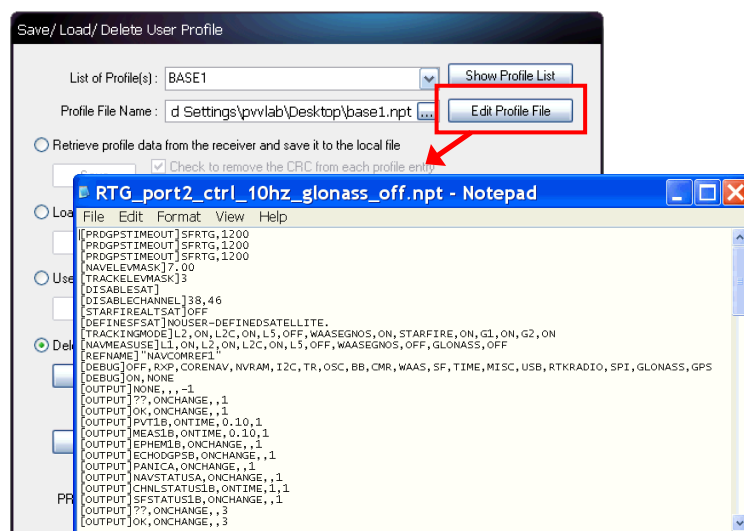 Save/ Load/ Delete User Profile
List of Profile(s) : BASE1 Show Profile List
Profile File Name : d Settings\pvvlab\Desktop\base1.npt ... Edit Profile File
Retrieve profile data from the receiver and save it to the local file
Check to remove the CRC from each profile entry
RTG_port2_ctrl_10hz_glonass_off.npt - Notepad
Loa
File Edit Format View Help
[PRDGPSTIMEOUT]SFRTG,1200
[PRDGPSTIMEOUT]SFRTG,1200
[PRDGPSTIMEOUT]SFRTG,1200
[NAVELEVMASK]7.00
[TRACKELEVMASK]3
Use
[DISABLESAT]
[DISABLECHANNEL]38,46
[STARFIREALTSAT]OFF
[DEFINESFSAT]NOUSER-DEFINEDSATELLITE.
[TRACKINGMODE]L2,ON,L2C,ON,L5,OFF,WAASEGNOS,ON,STARFIRE,ON,G1,ON,G2,ON
Dele
[NAVMEASUSE]L1,ON,L2,ON,L2C,ON,L5,OFF,WAASEGNOS,OFF,GLONASS,OFF
[REFNAME]"NAVCOMREF1"
[DEBUG]OFF,RXP,CORENAV,NVRAM,I2C,TR,OSC,BB,CMR,WAAS,SF,TIME,MISC,USB,RTKRADIO,SPI,GLONASS,GPS
[DEBUG]ON,NONE
[OUTPUT]NONE,,,-1
[OUTPUT]??,ONCHANGE,,1
[OUTPUT]OK,ONCHANGE,,1
[OUTPUT]PVT1B,ONTIME,0.10,1
[OUTPUT]MEAS1B,ONTIME,0.10,1
[OUTPUT]EPHEM1B,ONCHANGE,,1
[OUTPUT]ECHODGPSB,ONCHANGE,,1
[OUTPUT]PANICA,ONCHANGE,,1
[OUTPUT]NAVSTATUSA,ONCHANGE,,1
[OUTPUT]CHNLSTATUS1B,ONTIME,1,1
PR
[OUTPUT]SFSTATUS1B,ONCHANGE,,1
[OUTPUT]??,ONCHANGE,,3
[OUTPUT]OK,ONCHANGE,,3